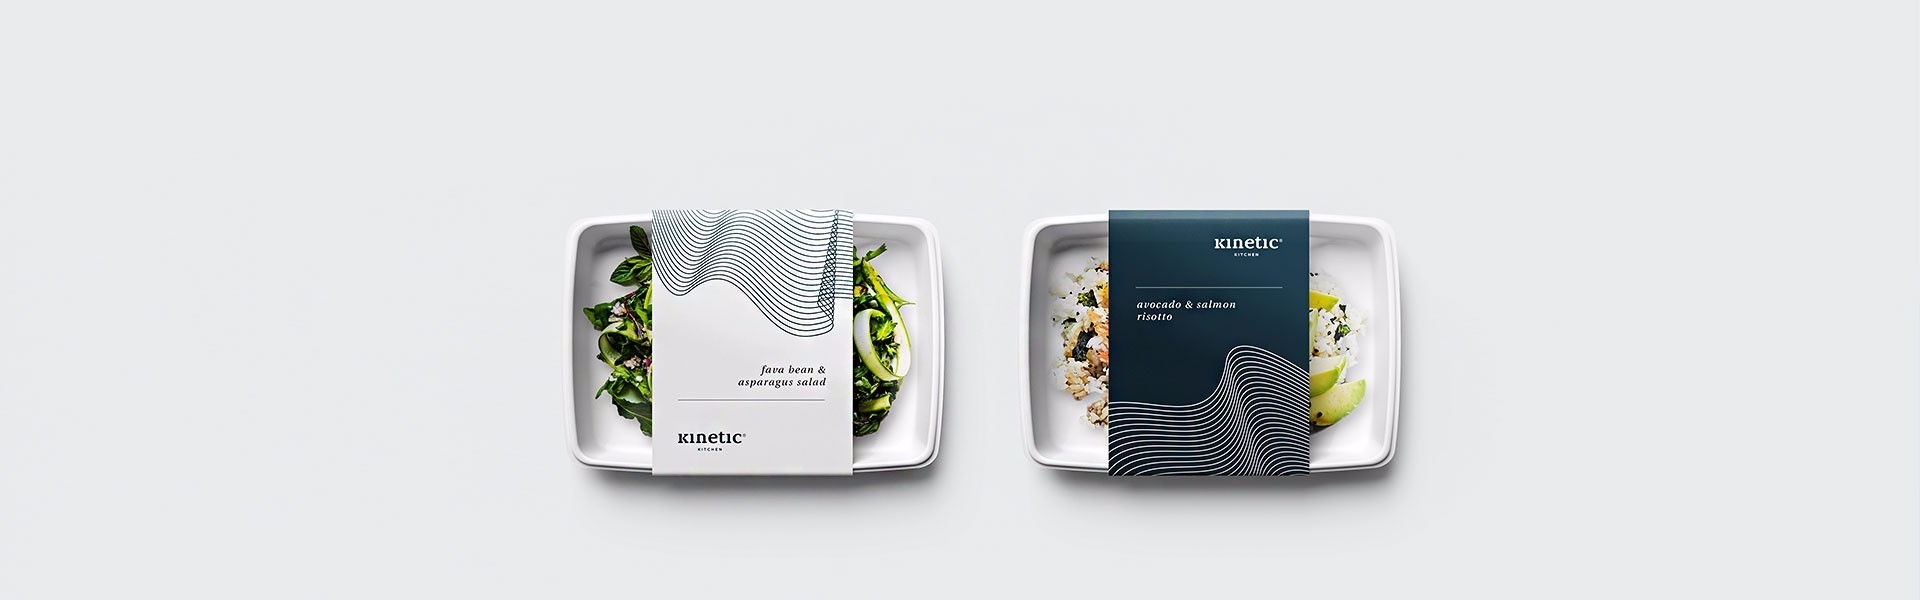 fava bean &
asparagus salad
Kinetic®
KITCHEN
Kinetic®
KITCHEN
avocado & salmon
risotto